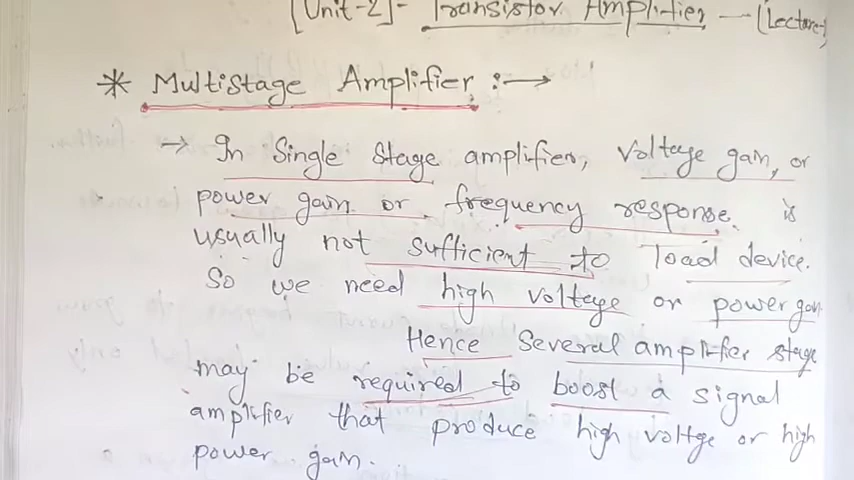 [Unit-2]- Transistor Amplifier — (Lecture-
* Multistage Amplifier :→
→ In Single Stage amplifier, voltage gain, or
power gain or frequency response is
usually not sufficient to load device.
So we need high voltage or power gain
Hence Several amplifier stage
may be required to boost a signal
amplifier that produce high voltge or high
power gain.